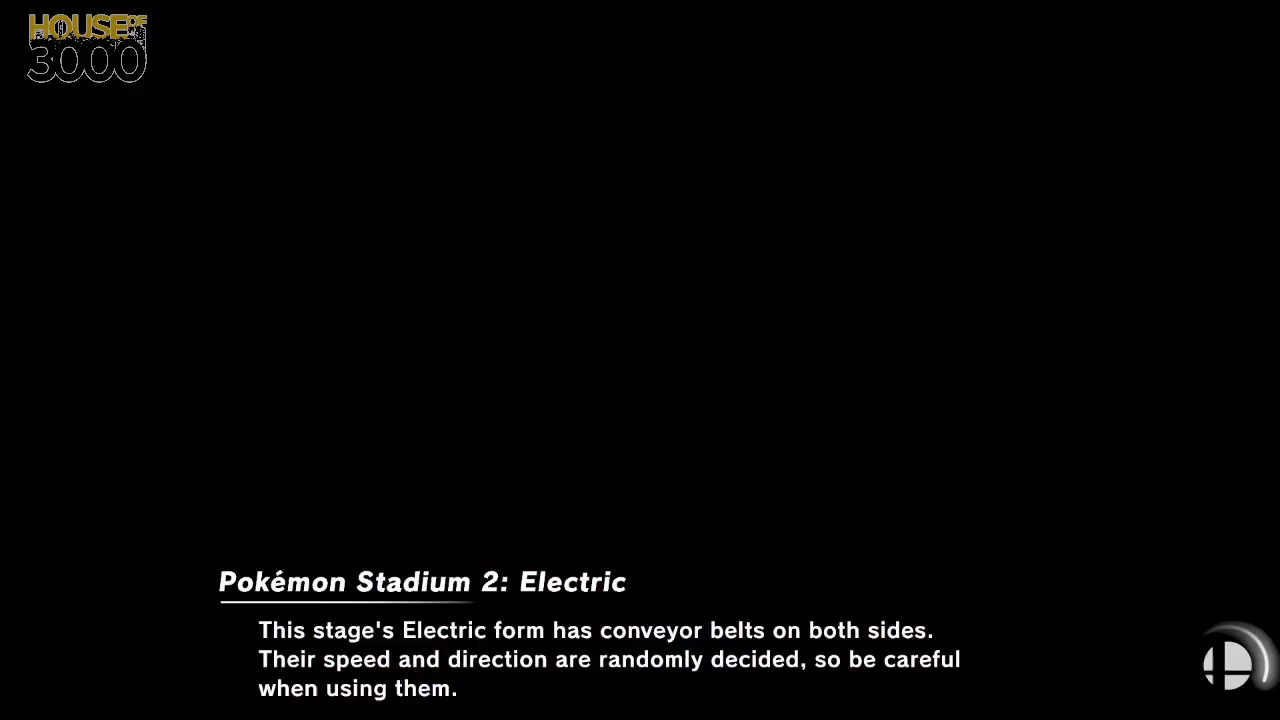 HOUSE OF
3000
Pokémon Stadium 2: Electric
This stage's Electric form has conveyor belts on both sides.
Their speed and direction are randomly decided, so be careful
when using them.